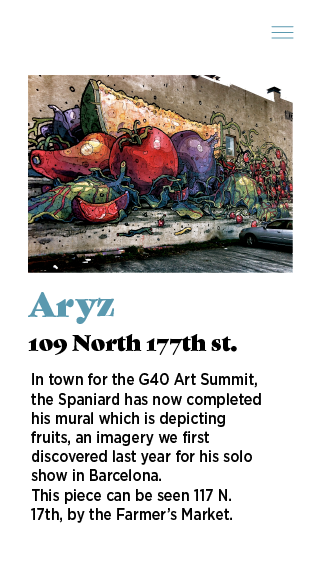 Aryz
109 North 177th st.
In town for the G40 Art Summit,
the Spaniard has now completed
his mural which is depicting
fruits, an imagery we first
discovered last year for his solo
show in Barcelona.
This piece can be seen 117 N.
17th, by the Farmer’s Market.